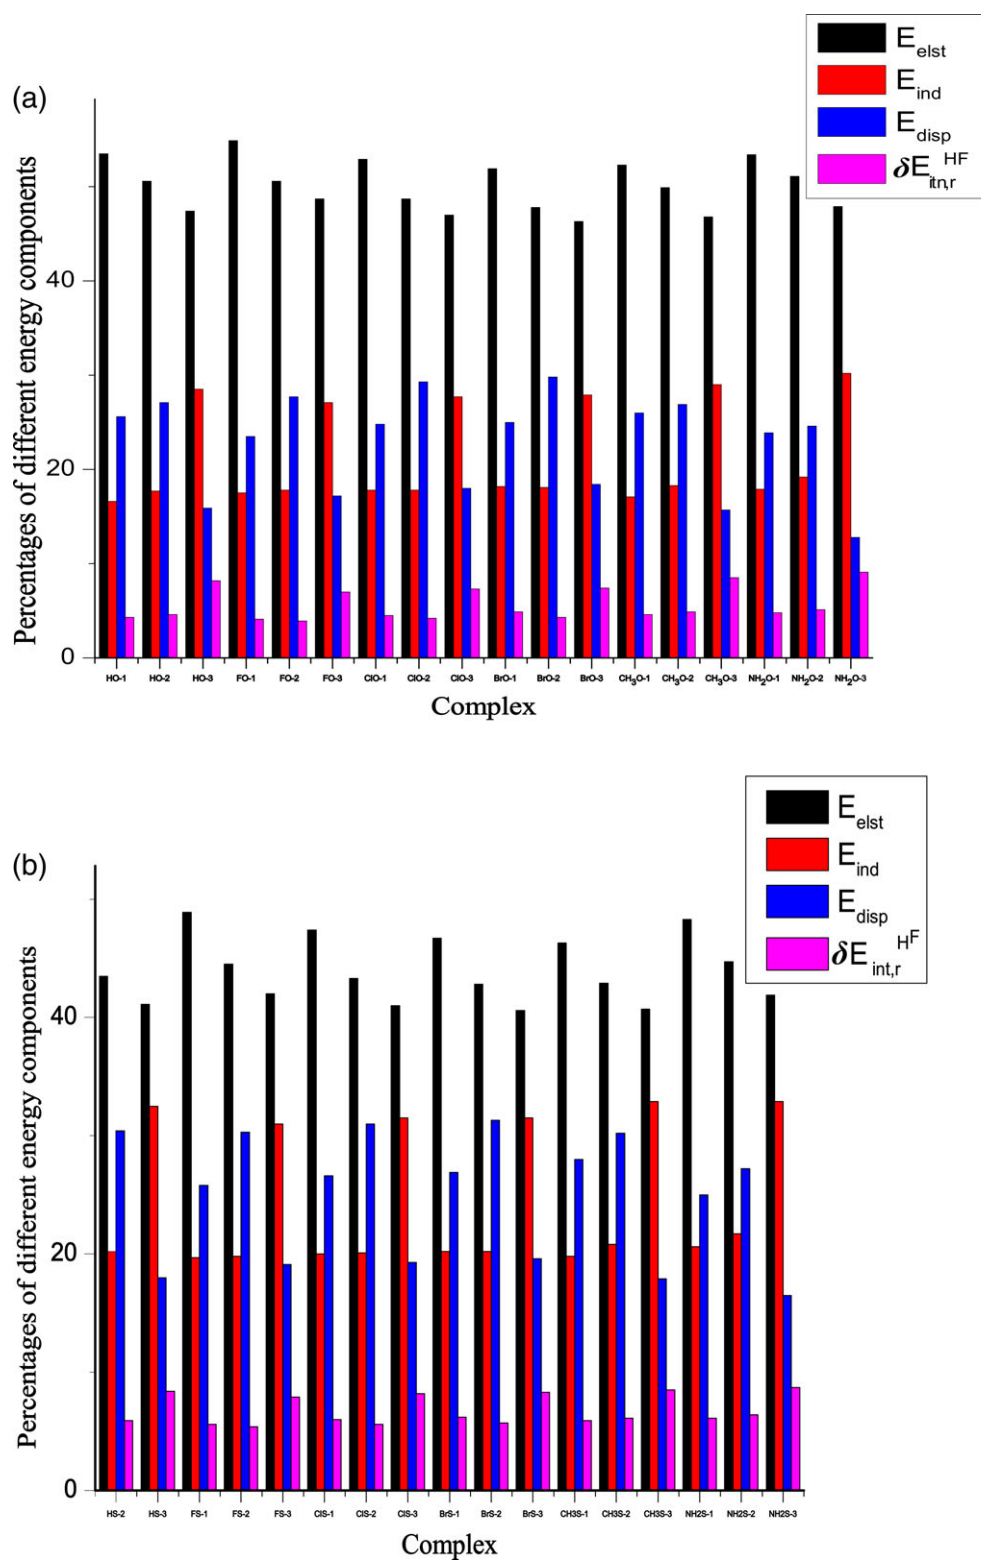 (a)
E_elst
E_ind
E_disp
δE_itn,r^HF
Percentages of different energy components
40
20
0
HO-1 HO-2 HO-3 FO-1 FO-2 FO-3 ClO-1 ClO-2 ClO-3 BrO-1 BrO-2 BrO-3 CH₃O-1 CH₃O-2 CH₃O-3 NH₂O-1 NH₂O-2 NH₂O-3
Complex
(b)
E_elst
E_ind
E_disp
δE_int,r^HF
Percentages of different energy components
40
20
0
HS-2 HS-3 FS-1 FS-2 FS-3 ClS-1 ClS-2 ClS-3 BrS-1 BrS-2 BrS-3 CH3S-1 CH3S-2 CH3S-3 NH2S-1 NH2S-2 NH2S-3
Complex